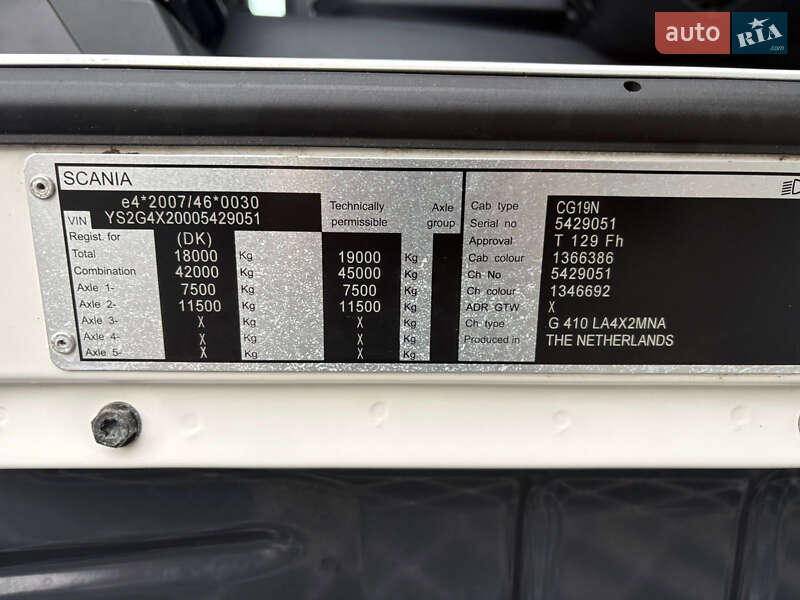 auto RIA .com
SCANIA
e4*2007/46*0030
VIN YS2G4X20005429051
Technically permissible
Axle group
Regist. for (DK)
Total 18000 Kg 19000 Kg
Combination 42000 Kg 45000 Kg
Axle 1- 7500 Kg 7500 Kg
Axle 2- 11500 Kg 11500 Kg
Axle 3- X Kg X Kg
Axle 4- X Kg X Kg
Axle 5- X Kg X Kg
Cab type CG19N
Serial no 5429051
Approval T 129 Fh
Cab colour 1366386
Ch No 5429051
Ch colour 1346692
ADR GTW X
Ch type G 410 LA4X2MNA
Produced in THE NETHERLANDS